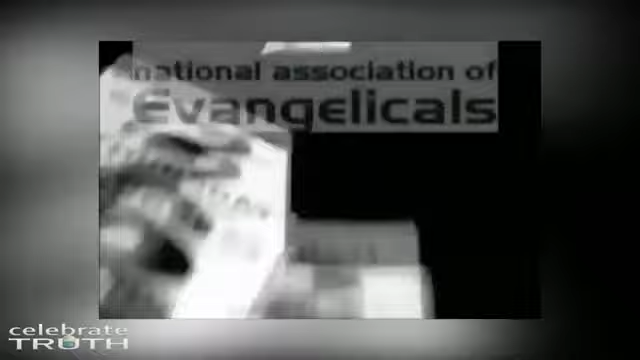 national association of
Evangelicals
celebrate
TRUTH